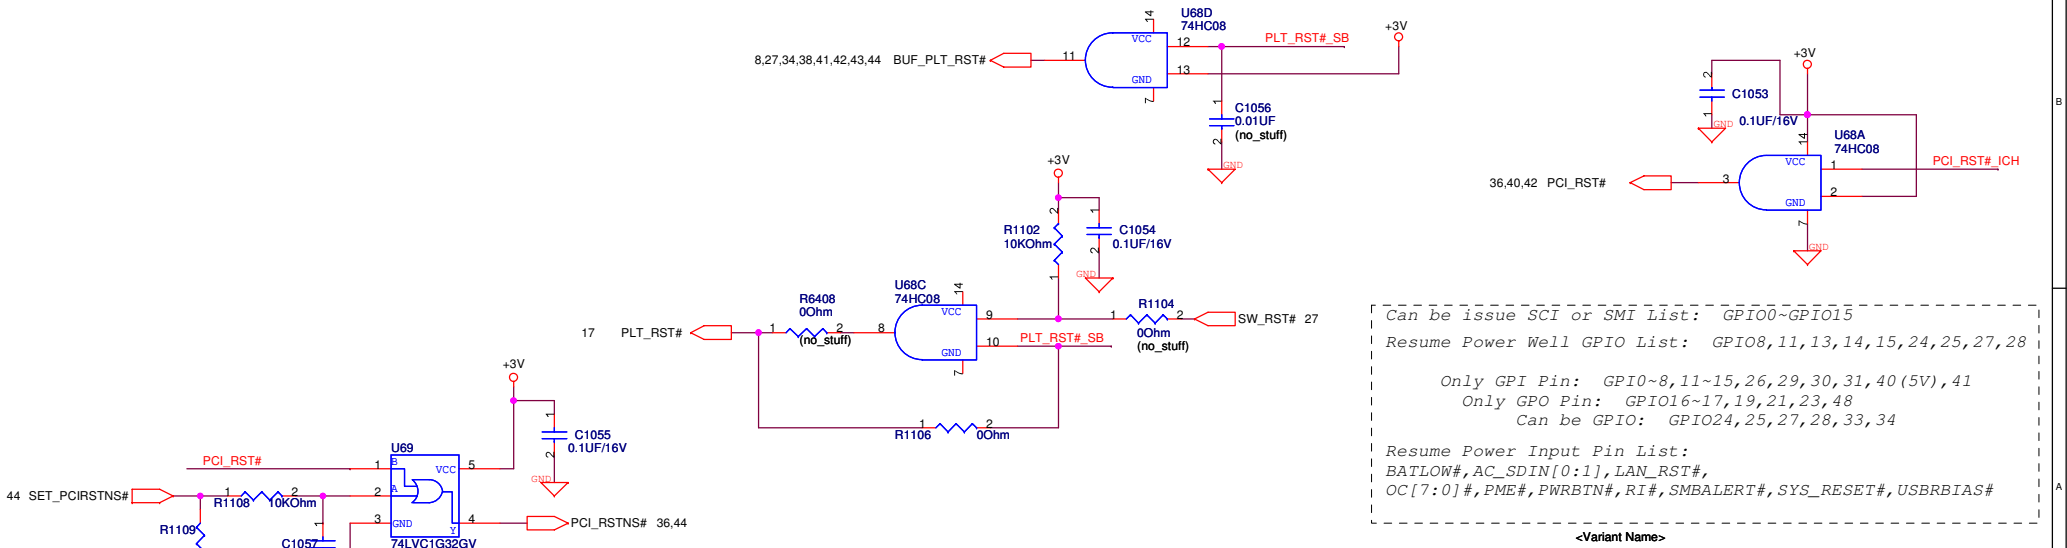 U68D
74HC08
14
VCC
12
PLT_RST#_SB
+3V
8,27,34,38,41,42,43,44 BUF_PLT_RST#
11
GND
13
7
1
C1056
0.01UF
(no_stuff)
2
GND
+3V
2
C1053
1
GND
0.1UF/16V
B
14
U68A
74HC08
VCC
1
PCI_RST#_ICH
36,40,42 PCI_RST#
3
GND
2
7
GND
+3V
2
1
R1102
10KOhm
C1054
0.1UF/16V
2
GND
1
U68C
74HC08
14
VCC
9
R6408
0Ohm
17 PLT_RST#
1
2
(no_stuff)
8
GND
10
PLT_RST#_SB
7
R1104
1
2
0Ohm
(no_stuff)
SW_RST# 27
1
2
R1106
0Ohm
+3V
1
C1055
0.1UF/16V
2
GND
U69
PCI_RST#
1
B
VCC
5
44 SET_PCIRSTNS#
1
2
R1108
10KOhm
2
A
R1109
1
C1057
3
GND
Y
4
PCI_RSTNS# 36,44
74LVC1G32GV
Can be issue SCI or SMI List: GPIO0~GPIO15
Resume Power Well GPIO List: GPIO8,11,13,14,15,24,25,27,28
Only GPI Pin: GPI0~8,11~15,26,29,30,31,40(5V),41
Only GPO Pin: GPIO16~17,19,21,23,48
Can be GPIO: GPIO24,25,27,28,33,34
Resume Power Input Pin List:
BATLOW#,AC_SDIN[0:1],LAN_RST#,
OC[7:0]#,PME#,PWRBTN#,RI#,SMBALERT#,SYS_RESET#,USBRBIAS#
A
<Variant Name>